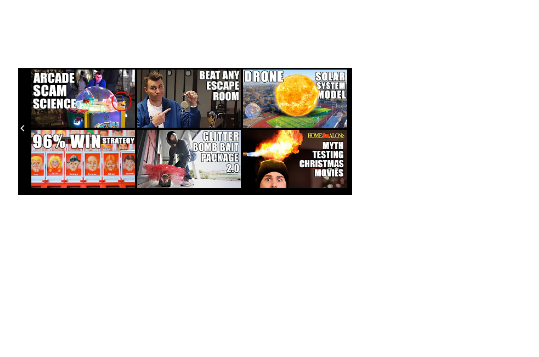 ARCADE
SCAM
SCIENCE
BEAT ANY
ESCAPE
ROOM
DRONE
SOLAR
SYSTEM
MODEL
96% WIN STRATEGY
GLITTER
BOMB BAIT
PACKAGE
2.0
HOME ALONE
MYTH
TESTING
CHRISTMAS
MOVIES